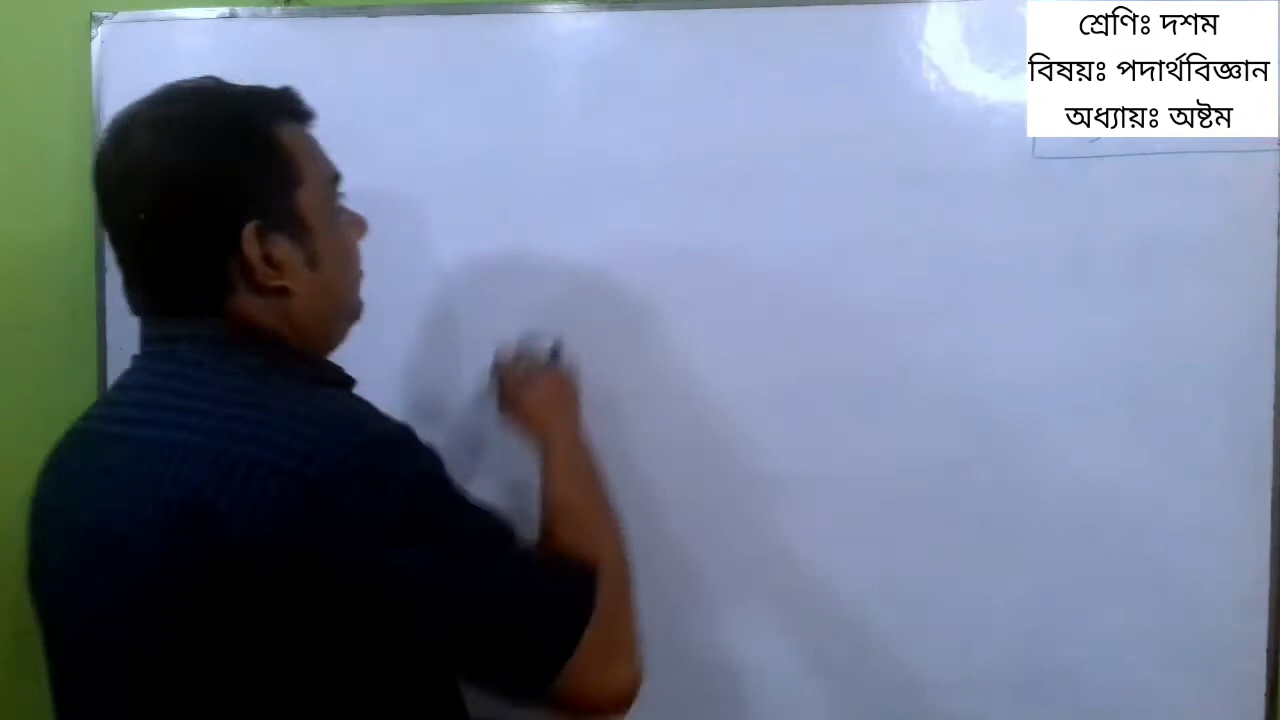 শ্রেণিঃ দশম
বিষয়ঃ পদার্থবিজ্ঞান
অধ্যায়ঃ অষ্টম